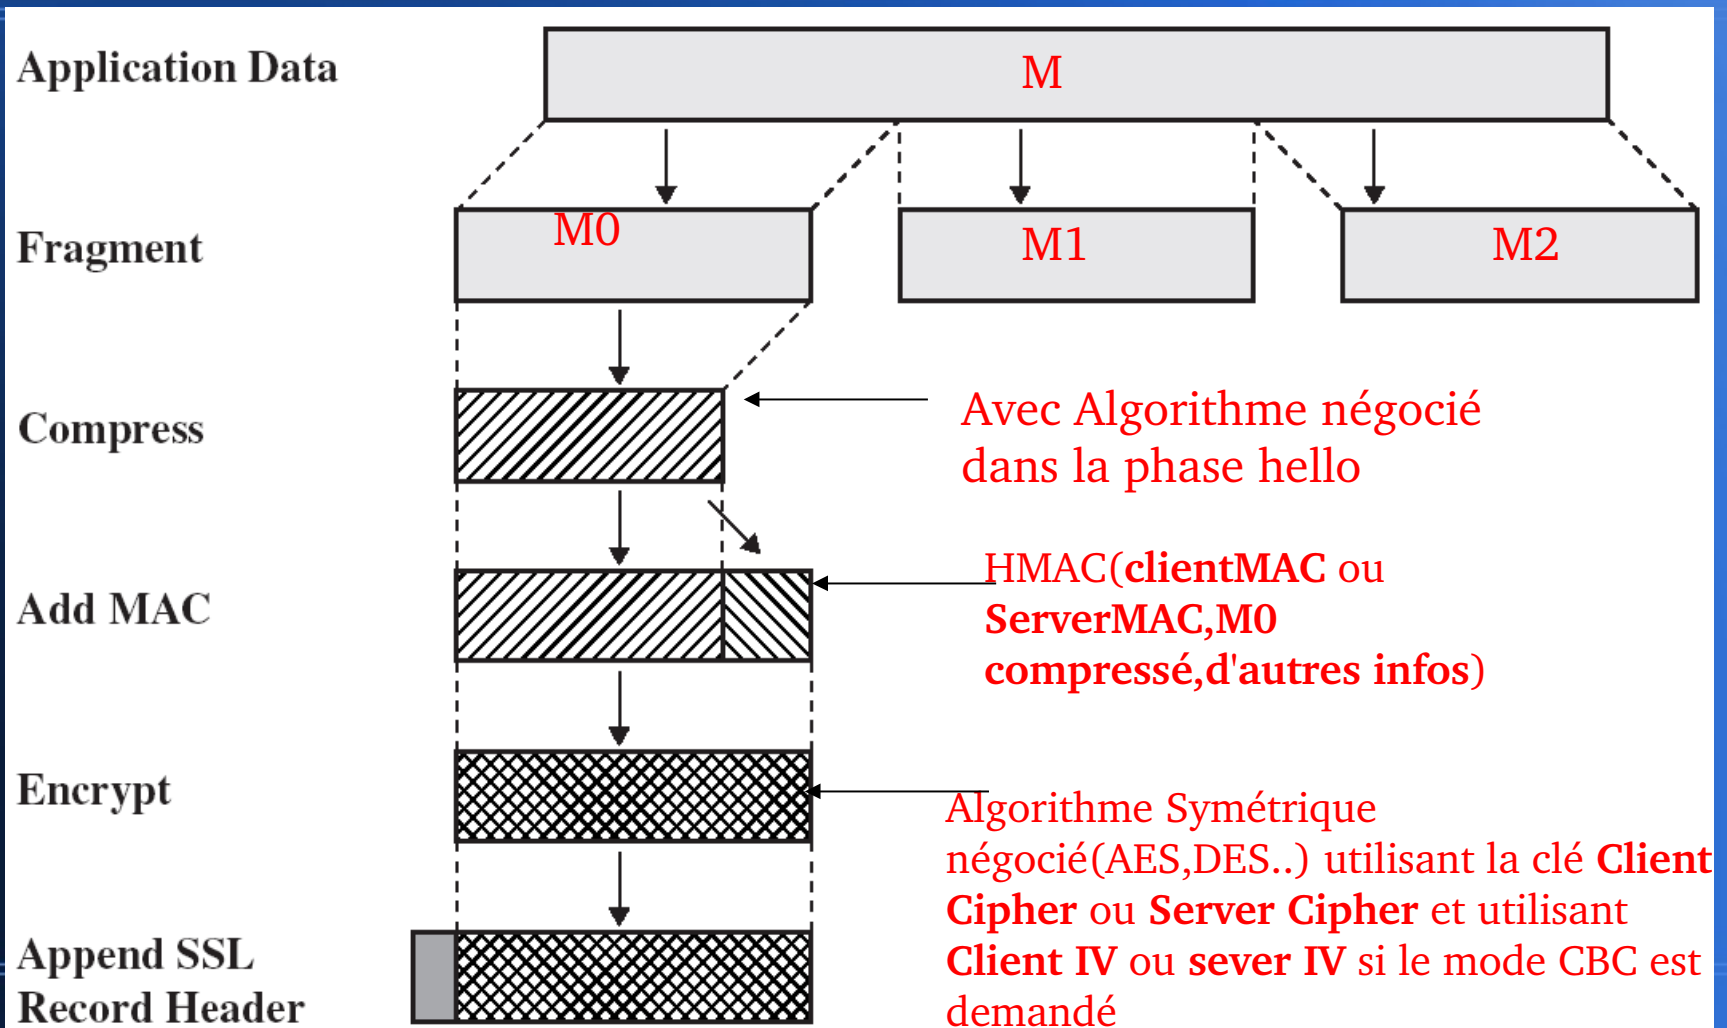 Application Data
M
Fragment
M0
M1
M2
Compress
Avec Algorithme négocié
dans la phase hello
Add MAC
HMAC(clientMAC ou
ServerMAC,M0
compressé,d'autres infos)
Encrypt
Algorithme Symétrique
négocié(AES,DES..) utilisant la clé Client
Cipher ou Server Cipher et utilisant
Client IV ou sever IV si le mode CBC est
demandé
Append SSL
Record Header